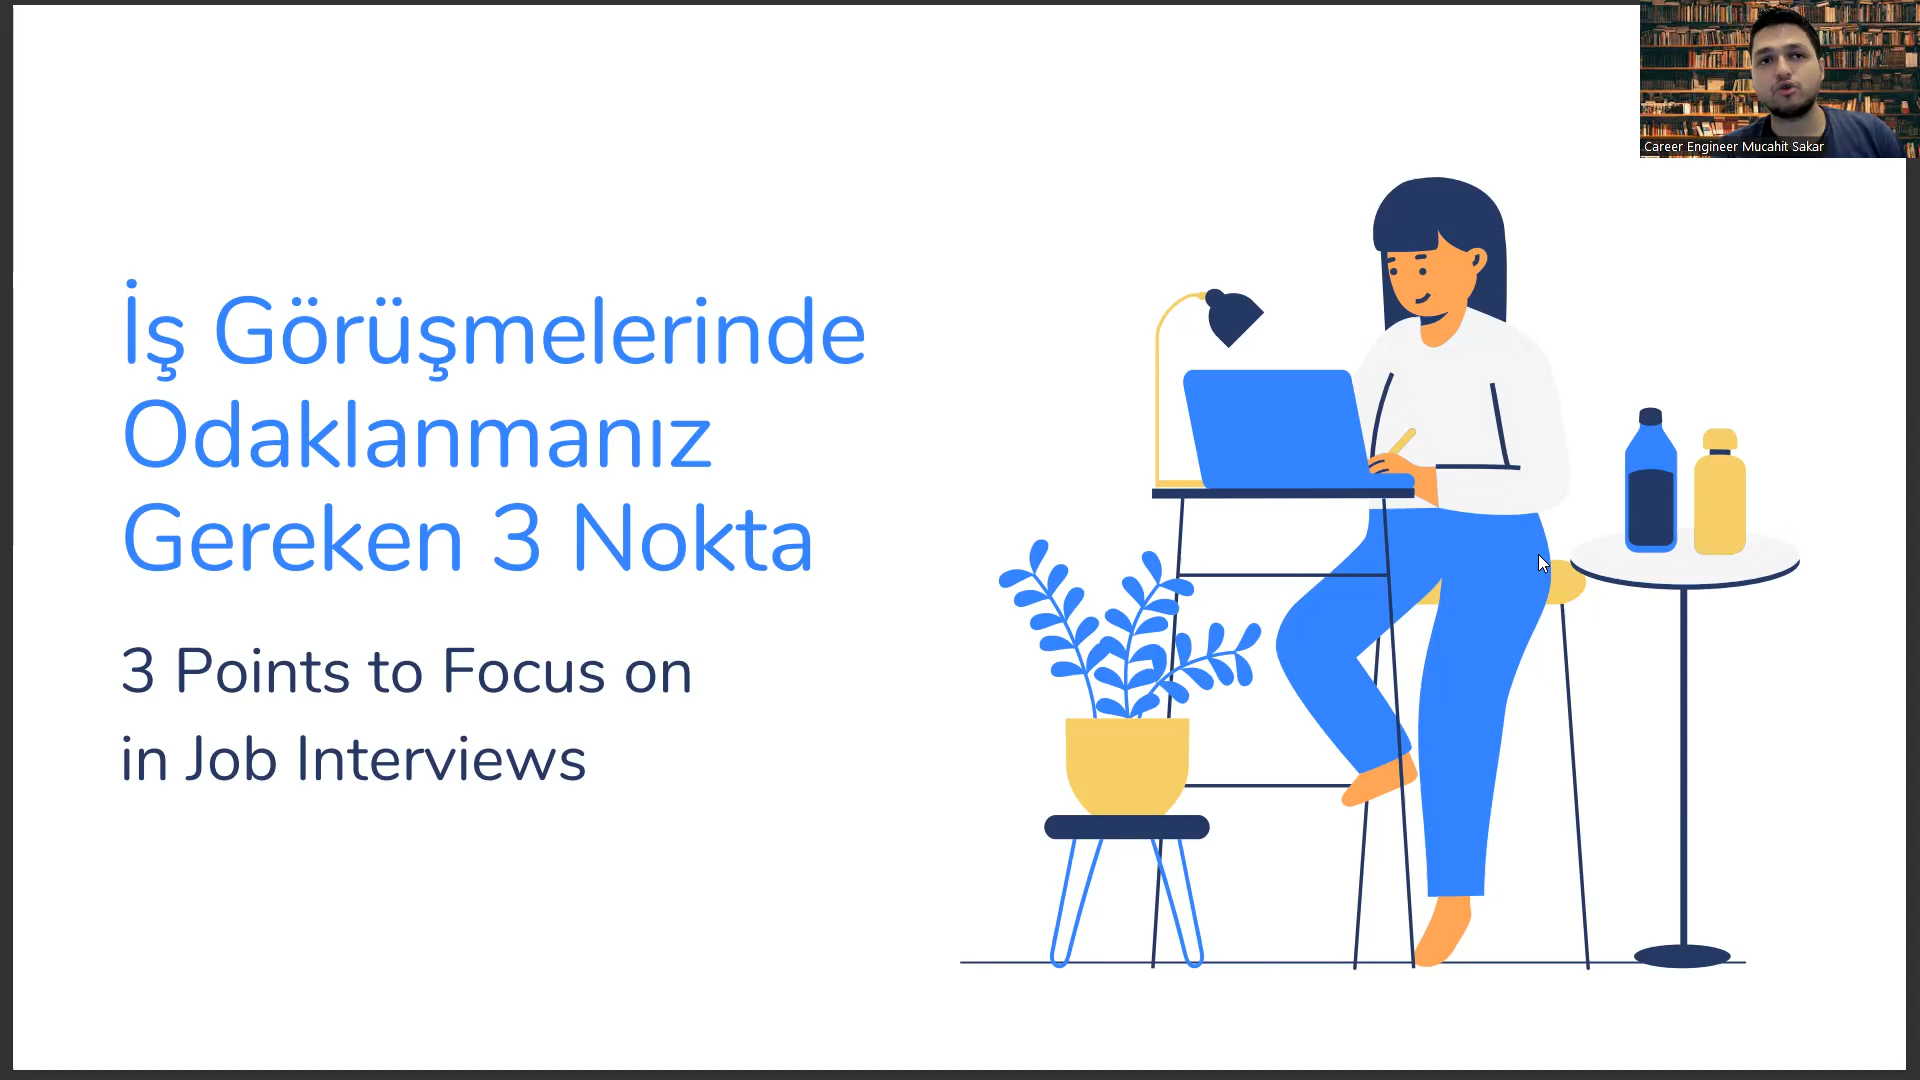 Career Engineer Mucahit Sakar
İş Görüşmelerinde
Odaklanmanız
Gereken 3 Nokta
3 Points to Focus on
in Job Interviews